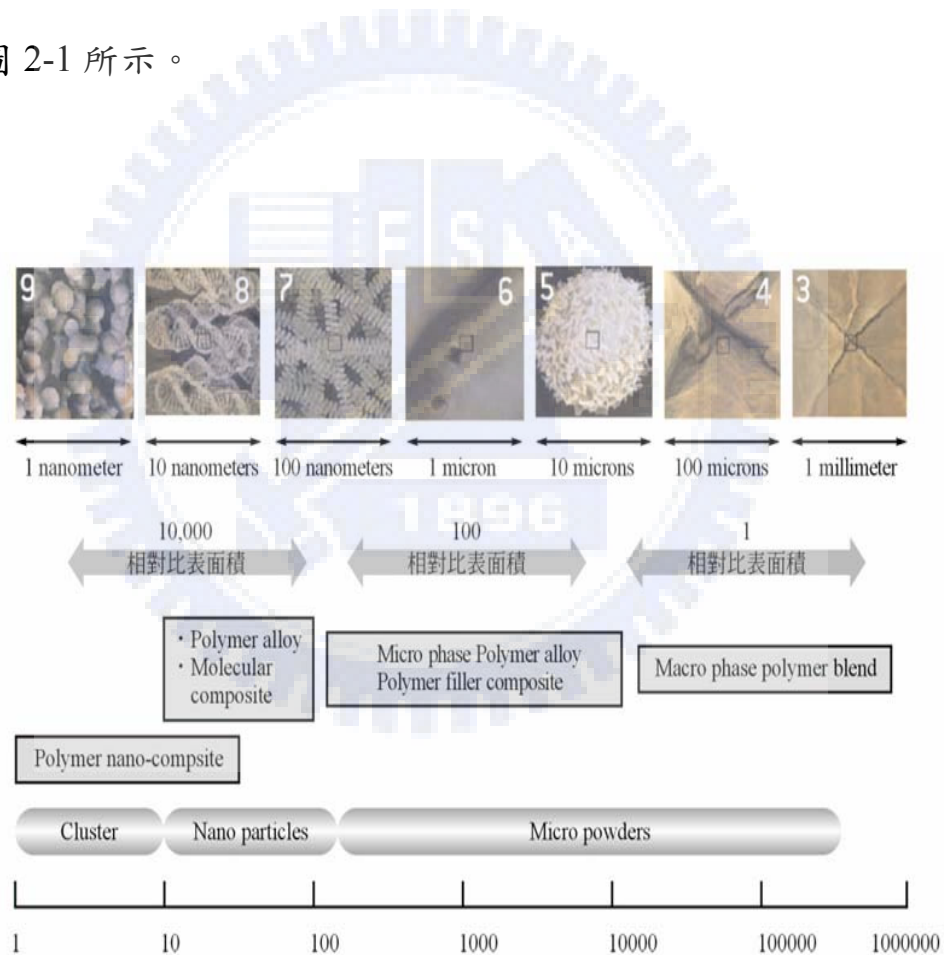 圖 2-1 所示。
9 8 7 6 5 4 3
1 nanometer 10 nanometers 100 nanometers 1 micron 10 microns 100 microns 1 millimeter
1896
10,000 100 1
相對比表面積 相對比表面積 相對比表面積
・Polymer alloy
・Molecular
composite
Micro phase Polymer alloy
Polymer filler composite
Macro phase polymer blend
Polymer nano-compsite
Cluster Nano particles Micro powders
1 10 100 1000 10000 100000 1000000